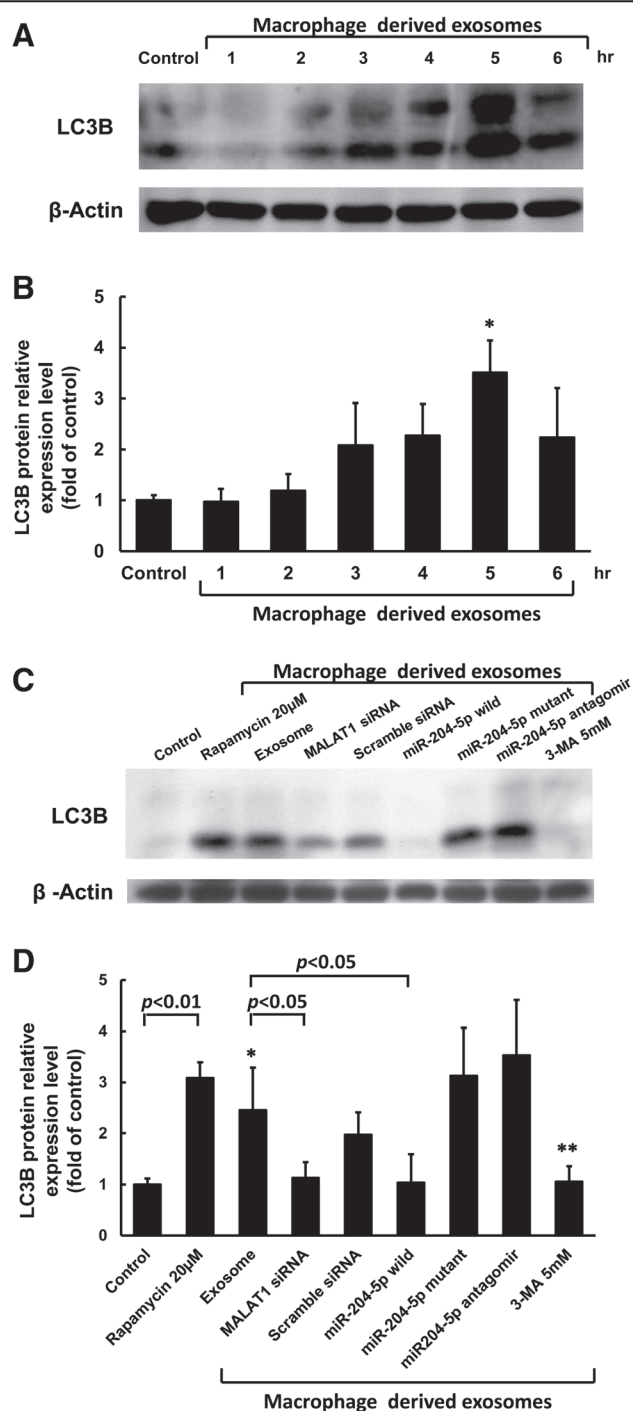 A
Macrophage derived exosomes
Control 1 2 3 4 5 6 hr
LC3B
β-Actin
B
LC3B protein relative
expression level
(fold of control)
5
4
3
2
1
0
*
Control 1 2 3 4 5 6 hr
Macrophage derived exosomes
C
Macrophage derived exosomes
Control
Rapamycin 20μM
Exosome
MALAT1 siRNA
Scramble siRNA
miR-204-5p wild
miR-204-5p mutant
miR-204-5p antagomir
3-MA 5mM
LC3B
β -Actin
D
LC3B protein relative
expression level
(fold of control)
5
4
3
2
1
0
p<0.05
p<0.01
p<0.05
*
**
Control
Rapamycin 20μM
Exosome
MALAT1 siRNA
Scramble siRNA
miR-204-5p wild
miR-204-5p mutant
miR204-5p antagomir
3-MA 5mM
Macrophage derived exosomes